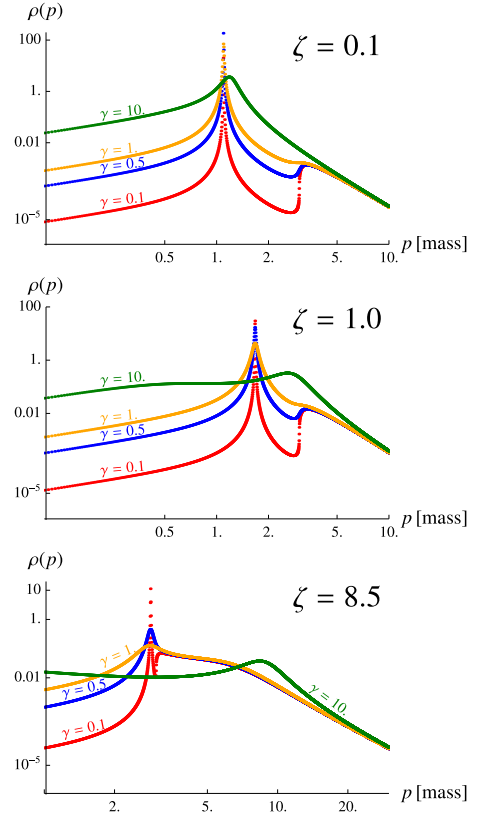 ρ(p)
100
ζ = 0.1
1.
γ = 10.
0.01
γ = 1.
γ = 0.5
γ = 0.1
10⁻⁵
0.5 1. 2. 5. 10.
p [mass]
ρ(p)
100
ζ = 1.0
1.
γ = 10.
0.01
γ = 1.
γ = 0.5
γ = 0.1
10⁻⁵
0.5 1. 2. 5. 10.
p [mass]
ρ(p)
10
ζ = 8.5
1.
γ = 1.
0.01
γ = 0.5
γ = 10.
γ = 0.1
10⁻⁵
2. 5. 10. 20.
p [mass]